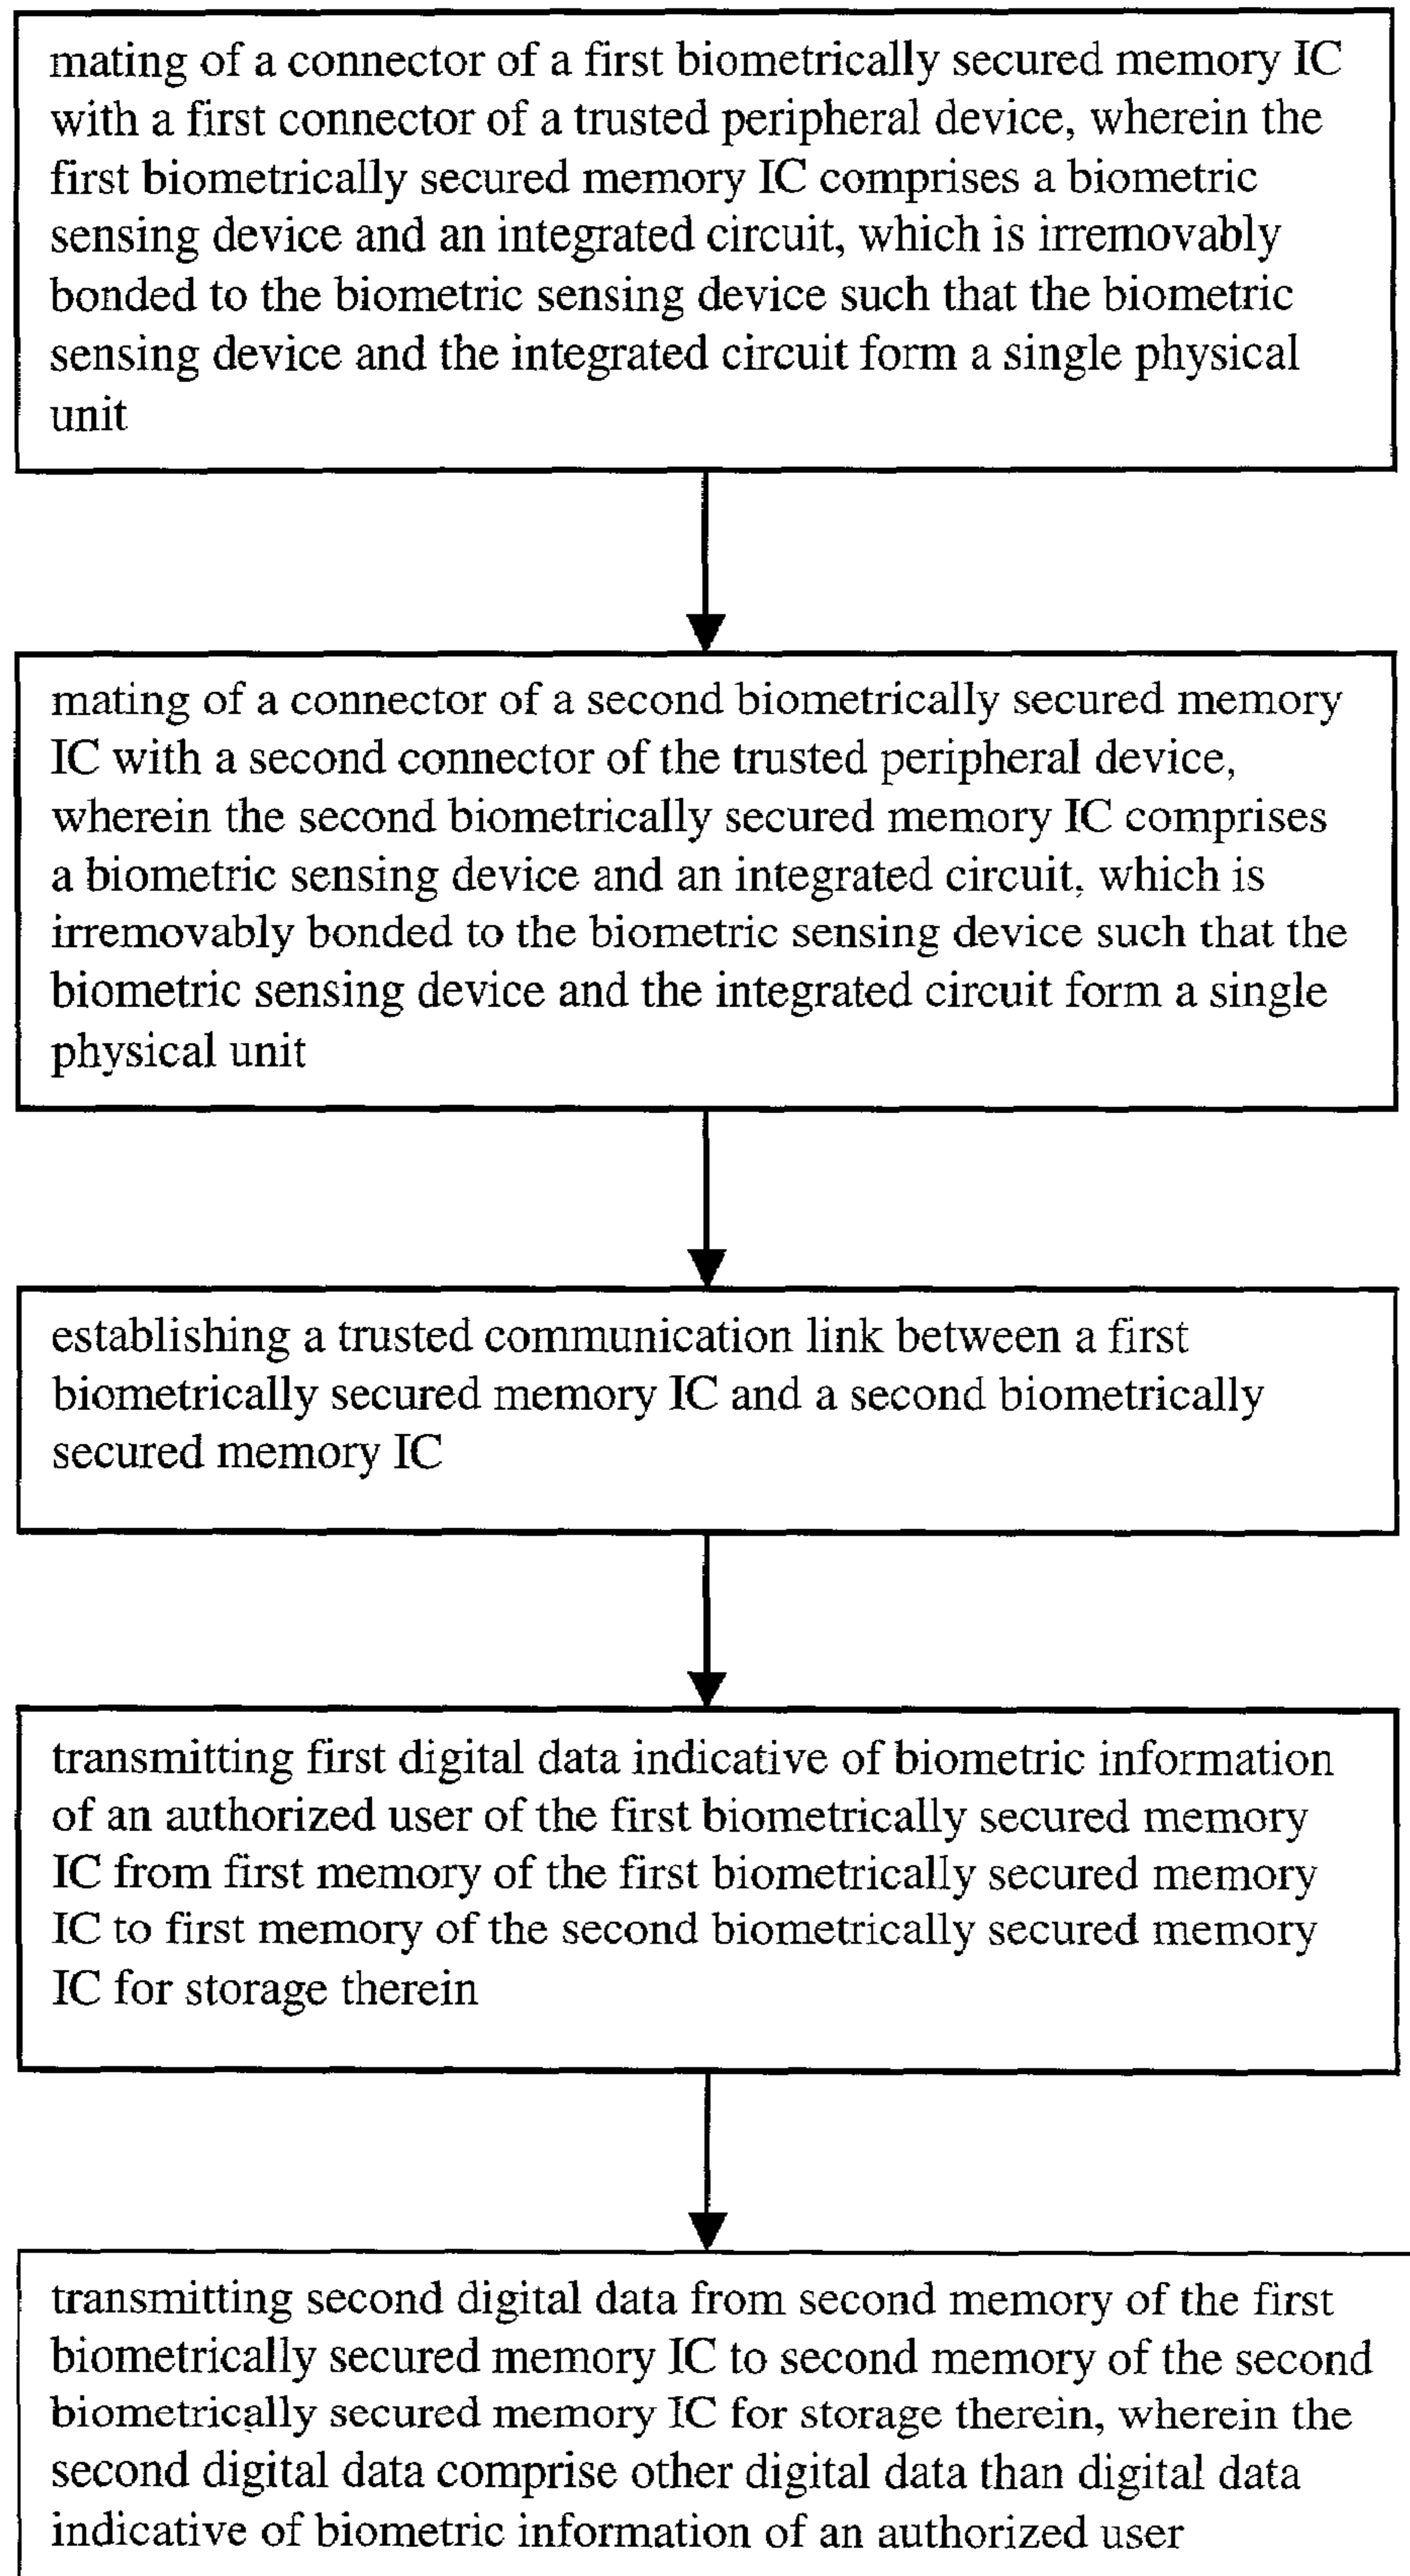 mating of a connector of a first biometrically secured memory IC
with a first connector of a trusted peripheral device, wherein the
first biometrically secured memory IC comprises a biometric
sensing device and an integrated circuit, which is irremovably
bonded to the biometric sensing device such that the biometric
sensing device and the integrated circuit form a single physical
unit
mating of a connector of a second biometrically secured memory
IC with a second connector of the trusted peripheral device,
wherein the second biometrically secured memory IC comprises
a biometric sensing device and an integrated circuit, which is
irremovably bonded to the biometric sensing device such that the
biometric sensing device and the integrated circuit form a single
physical unit
establishing a trusted communication link between a first
biometrically secured memory IC and a second biometrically
secured memory IC
transmitting first digital data indicative of biometric information
of an authorized user of the first biometrically secured memory
IC from first memory of the first biometrically secured memory
IC to first memory of the second biometrically secured memory
IC for storage therein
transmitting second digital data from second memory of the first
biometrically secured memory IC to second memory of the second
biometrically secured memory IC for storage therein, wherein the
second digital data comprise other digital data than digital data
indicative of biometric information of an authorized user